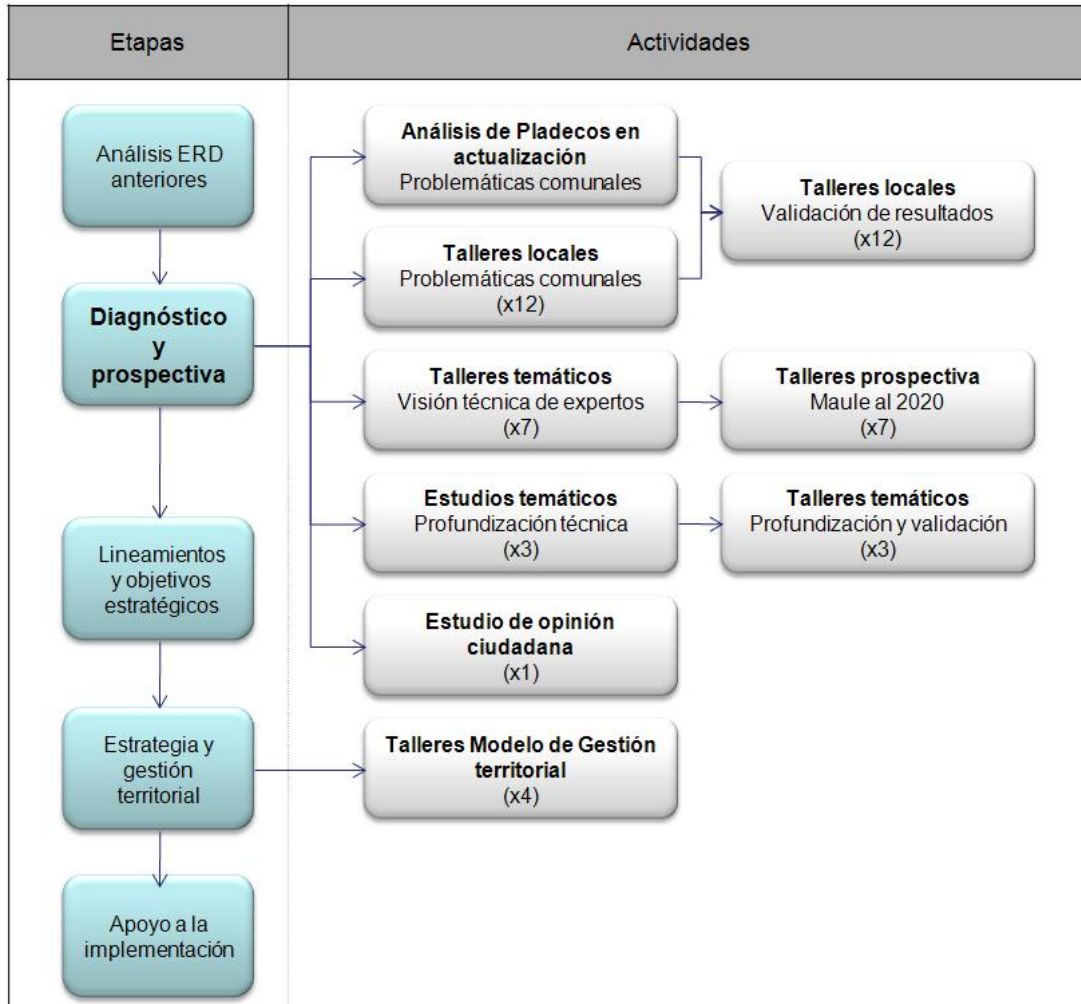 Etapas
Actividades
Análisis ERD
anteriores
Diagnóstico
y
prospectiva
Lineamientos
y objetivos
estratégicos
Estrategia y
gestión
territorial
Apoyo a la
implementación
Análisis de Pladecos en
actualización
Problemáticas comunales
Talleres locales
Problemáticas comunales
(x12)
Talleres locales
Validación de resultados
(x12)
Talleres temáticos
Visión técnica de expertos
(x7)
Talleres prospectiva
Maule al 2020
(x7)
Estudios temáticos
Profundización técnica
(x3)
Talleres temáticos
Profundización y validación
(x3)
Estudio de opinión
ciudadana
(x1)
Talleres Modelo de Gestión
territorial
(x4)